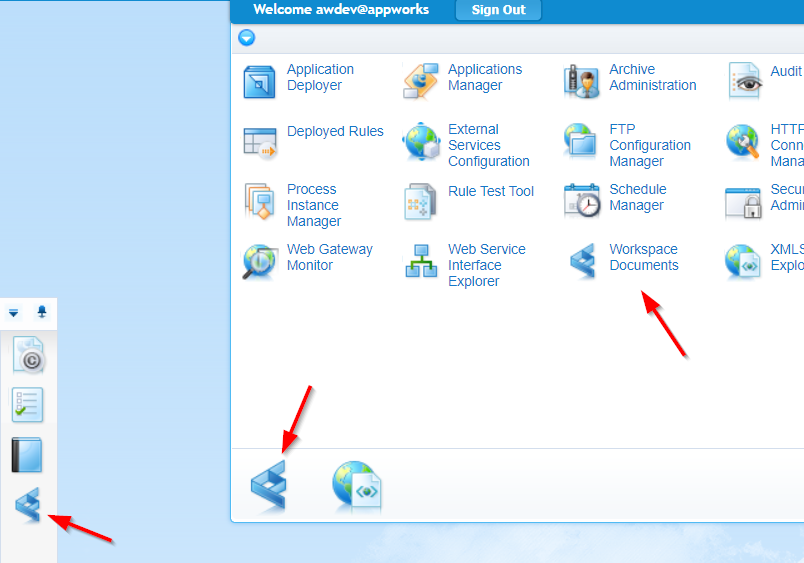 Welcome awdev@appworks
Sign Out
Application
Deployer
Applications
Manager
Archive
Administration
Audit
Deployed Rules
External
Services
Configuration
FTP
Configuration
Manager
HTTP
Conn
Mana
Process
Instance
Manager
Rule Test Tool
Schedule
Manager
Secur
Admin
Web Gateway
Monitor
Web Service
Interface
Explorer
Workspace
Documents
XMLS
Explo
©